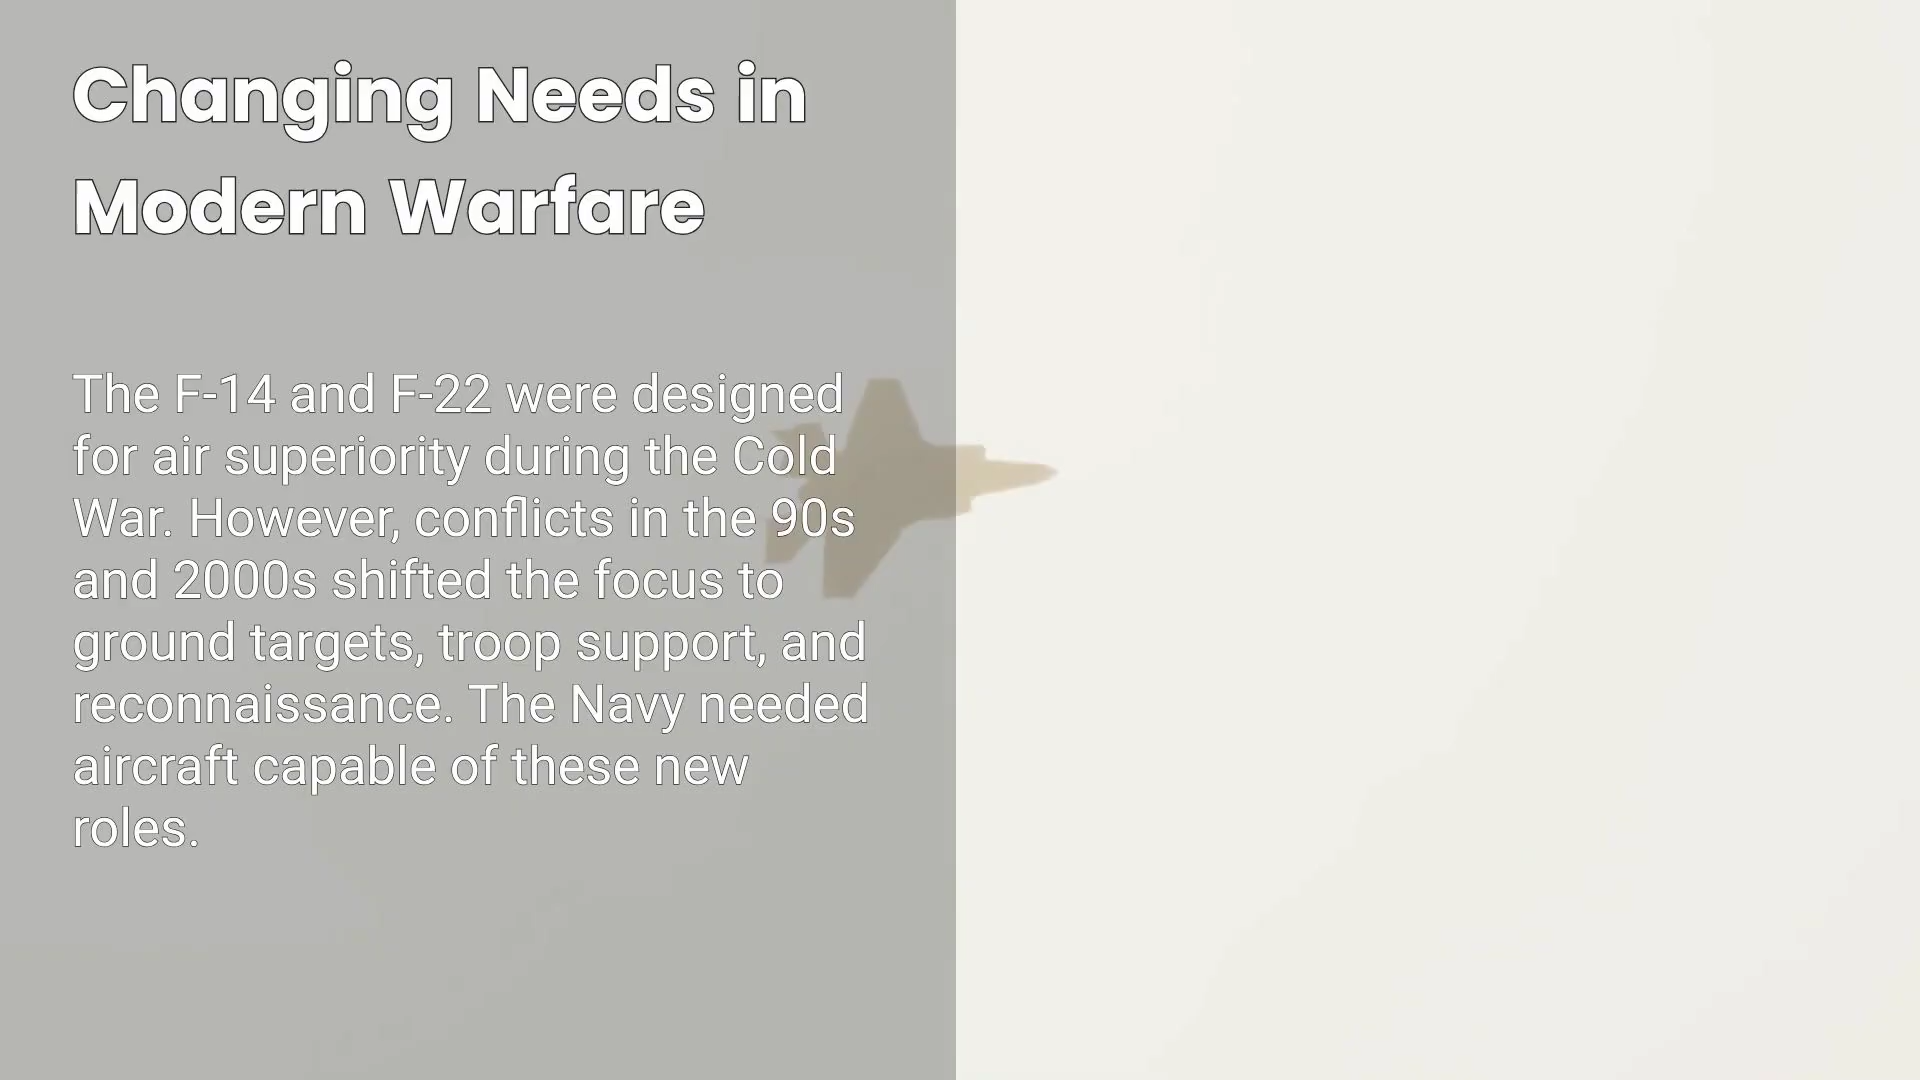 Changing Needs in
Modern Warfare
The F-14 and F-22 were designed
for air superiority during the Cold
War. However, conflicts in the 90s
and 2000s shifted the focus to
ground targets, troop support, and
reconnaissance. The Navy needed
aircraft capable of these new
roles.